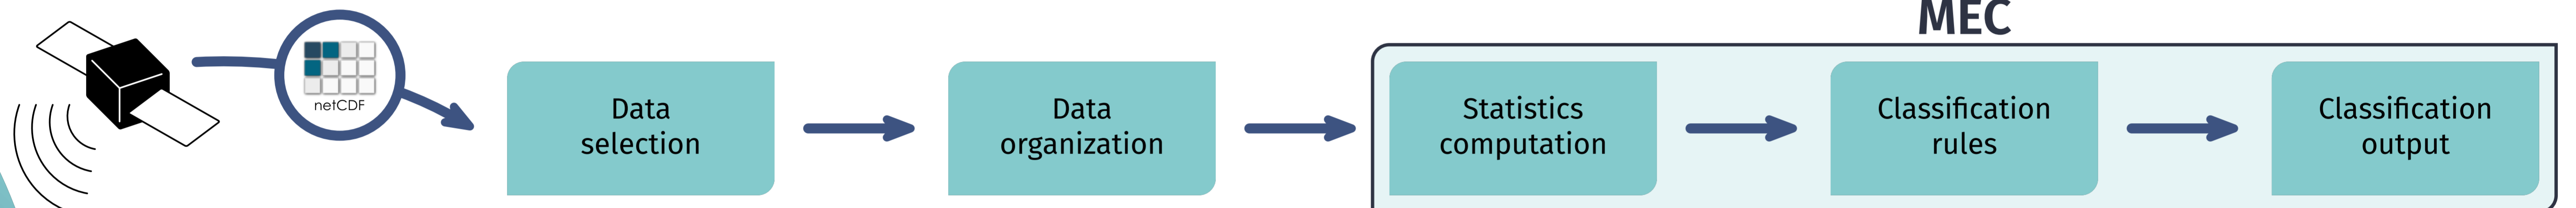 MEC
netCDF
Data
selection
Data
organization
Statistics
computation
Classification
rules
Classification
output